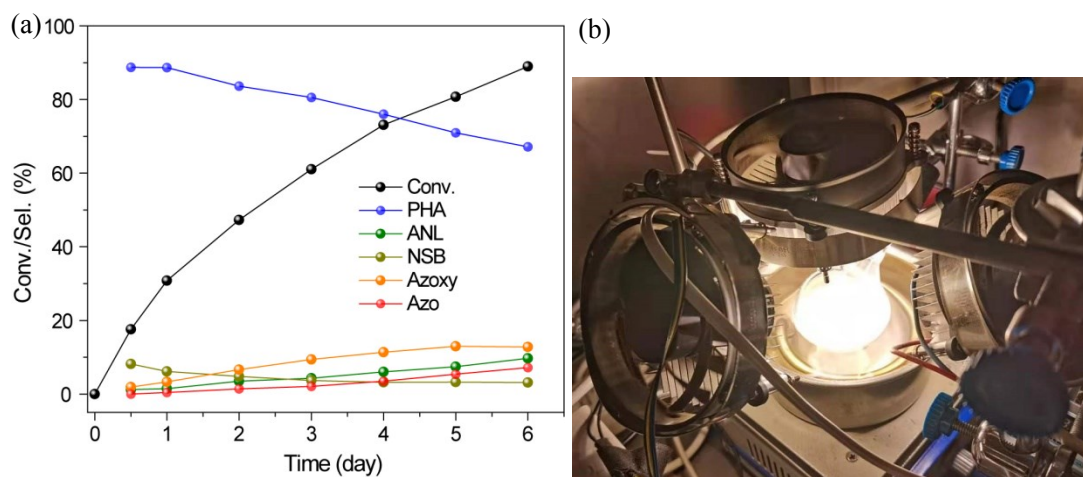 (a)
100
80
60
40
20
0
Conv./Sel. (%)
Conv.
PHA
ANL
NSB
Azoxy
Azo
0 1 2 3 4 5 6
Time (day)
(b)